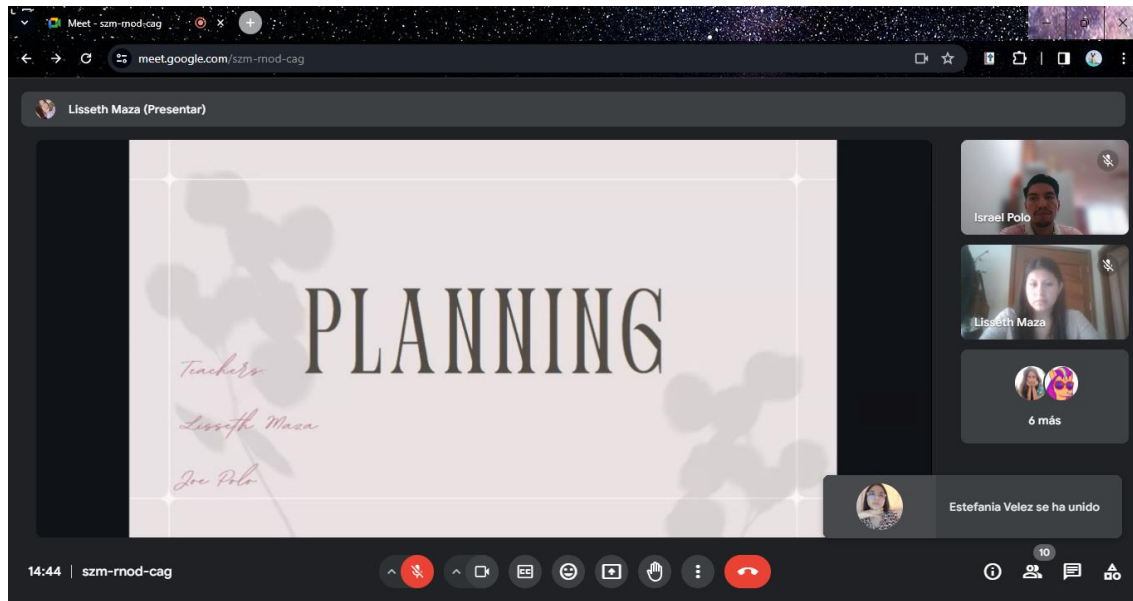 Meet - szm-rnod-cag
meet.google.com/szm-rnod-cag
Lisseth Maza (Presentar)
PLANNING
Teachers
Lisseth Maza
Joe Polo
Israel Polo
Lisseth Maza
6 más
Estefania Velez se ha unido
14:44 | szm-rnod-cag
CC
10